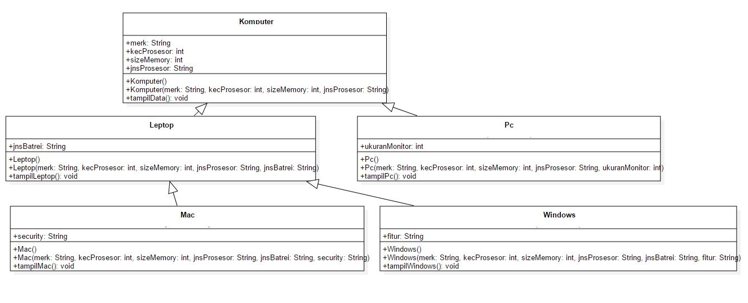 Komputer
+merk: String
+kecProsesor: int
+sizeMemory: int
+jnsProsesor: String
+Komputer()
+Komputer(merk: String, kecProsesor: int, sizeMemory: int, jnsProsesor: String)
+tampilData(): void
Leptop
+jnsBatrei: String
+Leptop()
+Leptop(merk: String, kecProsesor: int, sizeMemory: int, jnsProsesor: String, jnsBatrei: String)
+tampilLeptop(): void
Pc
+ukuranMonitor: int
+Pc()
+Pc(merk: String, kecProsesor: int, sizeMemory: int, jnsProsesor: String, ukuranMonitor: int)
+tampilPc(): void
Mac
+security: String
+Mac()
+Mac(merk: String, kecProsesor: int, sizeMemory: int, jnsProsesor: String, jnsBatrei: String, security: String)
+tampilMac(): void
Windows
+fitur: String
+Windows()
+Windows(merk: String, kecProsesor: int, sizeMemory: int, jnsProsesor: String, jnsBatrei: String, fitur: String)
+tampilWindows(): void